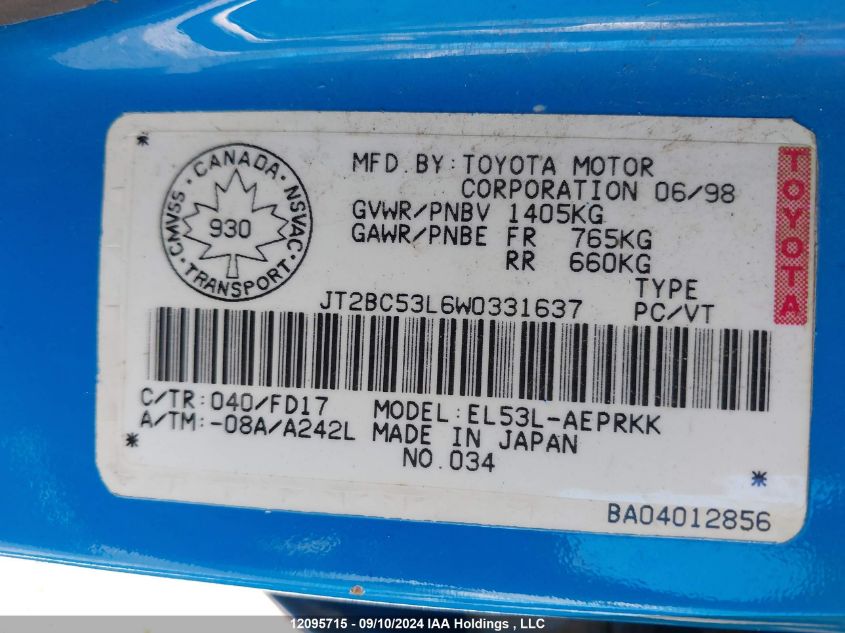 CANADA · NSVAC · TRANSPORT · CMVSS ·
930
TOYOTA
MFD. BY: TOYOTA MOTOR
CORPORATION 06/98
GVWR/PNBV 1405KG
GAWR/PNBE FR 765KG
RR 660KG
TYPE
JT2BC53L6W0331637 PC/VT
C/TR: 040/FD17 MODEL: EL53L-AEPRKK
A/TM: -08A/A242L MADE IN JAPAN
NO. 034
BA04012856
12095715 - 09/10/2024 IAA Holdings , LLC